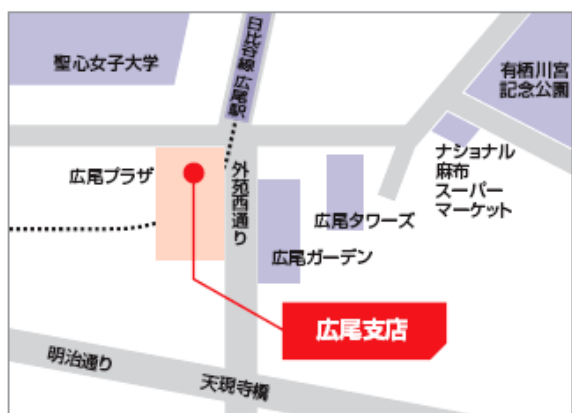 聖心女子大学
日比谷線 広尾駅
有栖川宮
記念公園
ナショナル
麻布
スーパー
マーケット
広尾プラザ
外苑西通り
広尾タワーズ
広尾ガーデン
広尾支店
明治通り
天現寺橋